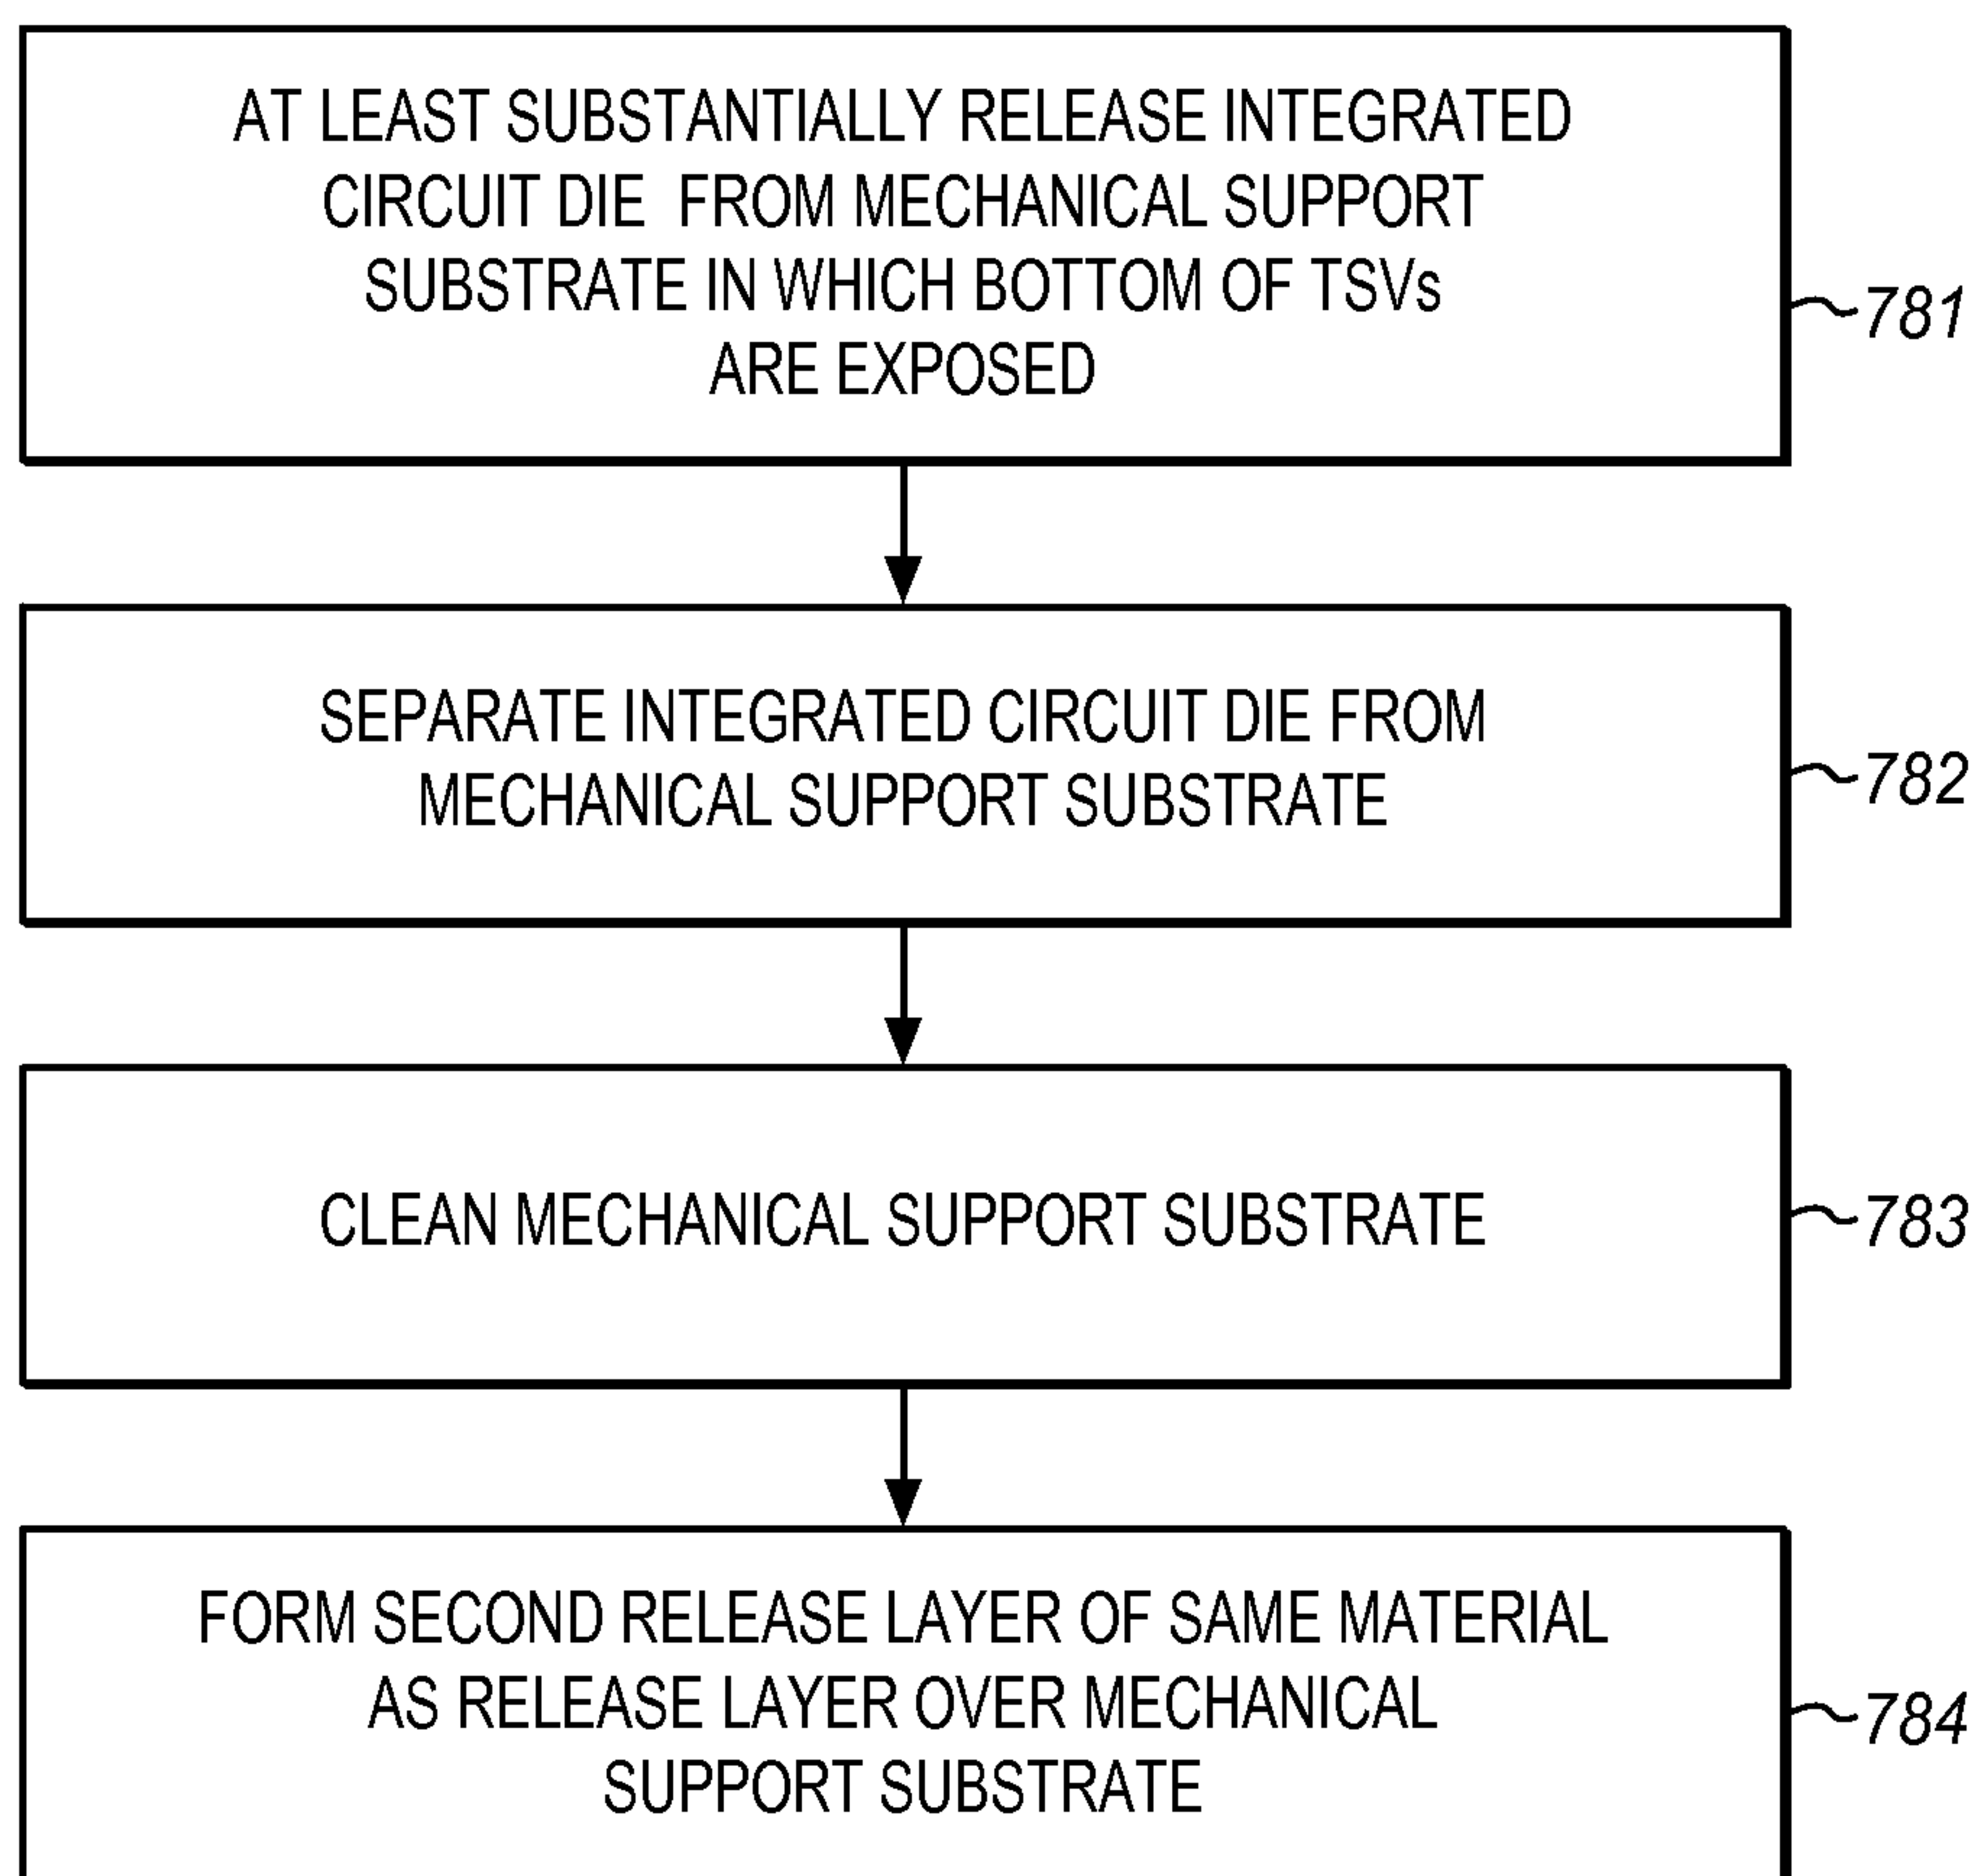 AT LEAST SUBSTANTIALLY RELEASE INTEGRATED
CIRCUIT DIE FROM MECHANICAL SUPPORT
SUBSTRATE IN WHICH BOTTOM OF TSVs
ARE EXPOSED
781
SEPARATE INTEGRATED CIRCUIT DIE FROM
MECHANICAL SUPPORT SUBSTRATE
782
CLEAN MECHANICAL SUPPORT SUBSTRATE
783
FORM SECOND RELEASE LAYER OF SAME MATERIAL
AS RELEASE LAYER OVER MECHANICAL
SUPPORT SUBSTRATE
784